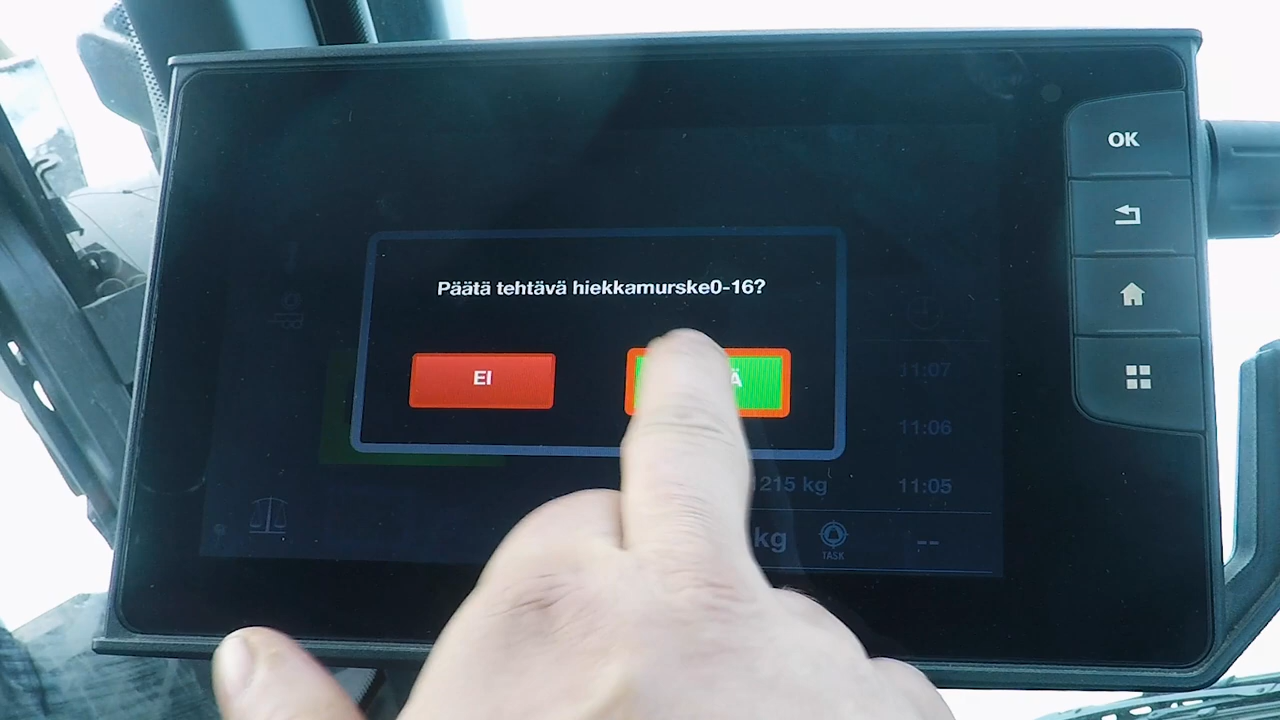 OK
Päätä tehtävä hiekkamurske0-16?
EI
11:07
11:06
215 kg
11:05
kg
TASK
--